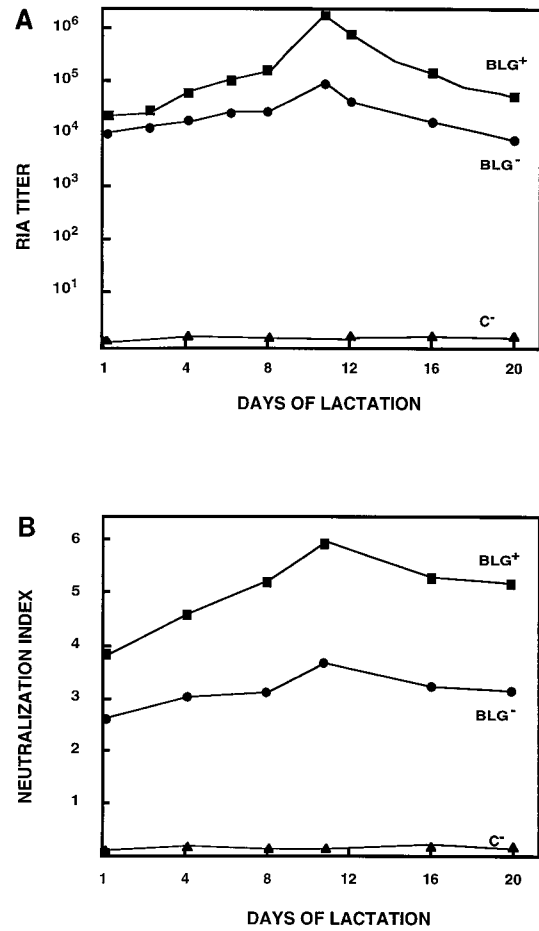 A
RIA TITER
10⁶
10⁵
10⁴
10³
10²
10¹
BLG⁺
BLG⁻
C⁻
1 4 8 12 16 20
DAYS OF LACTATION
B
NEUTRALIZATION INDEX
6
5
4
3
2
1
BLG⁺
BLG⁻
C⁻
1 4 8 12 16 20
DAYS OF LACTATION